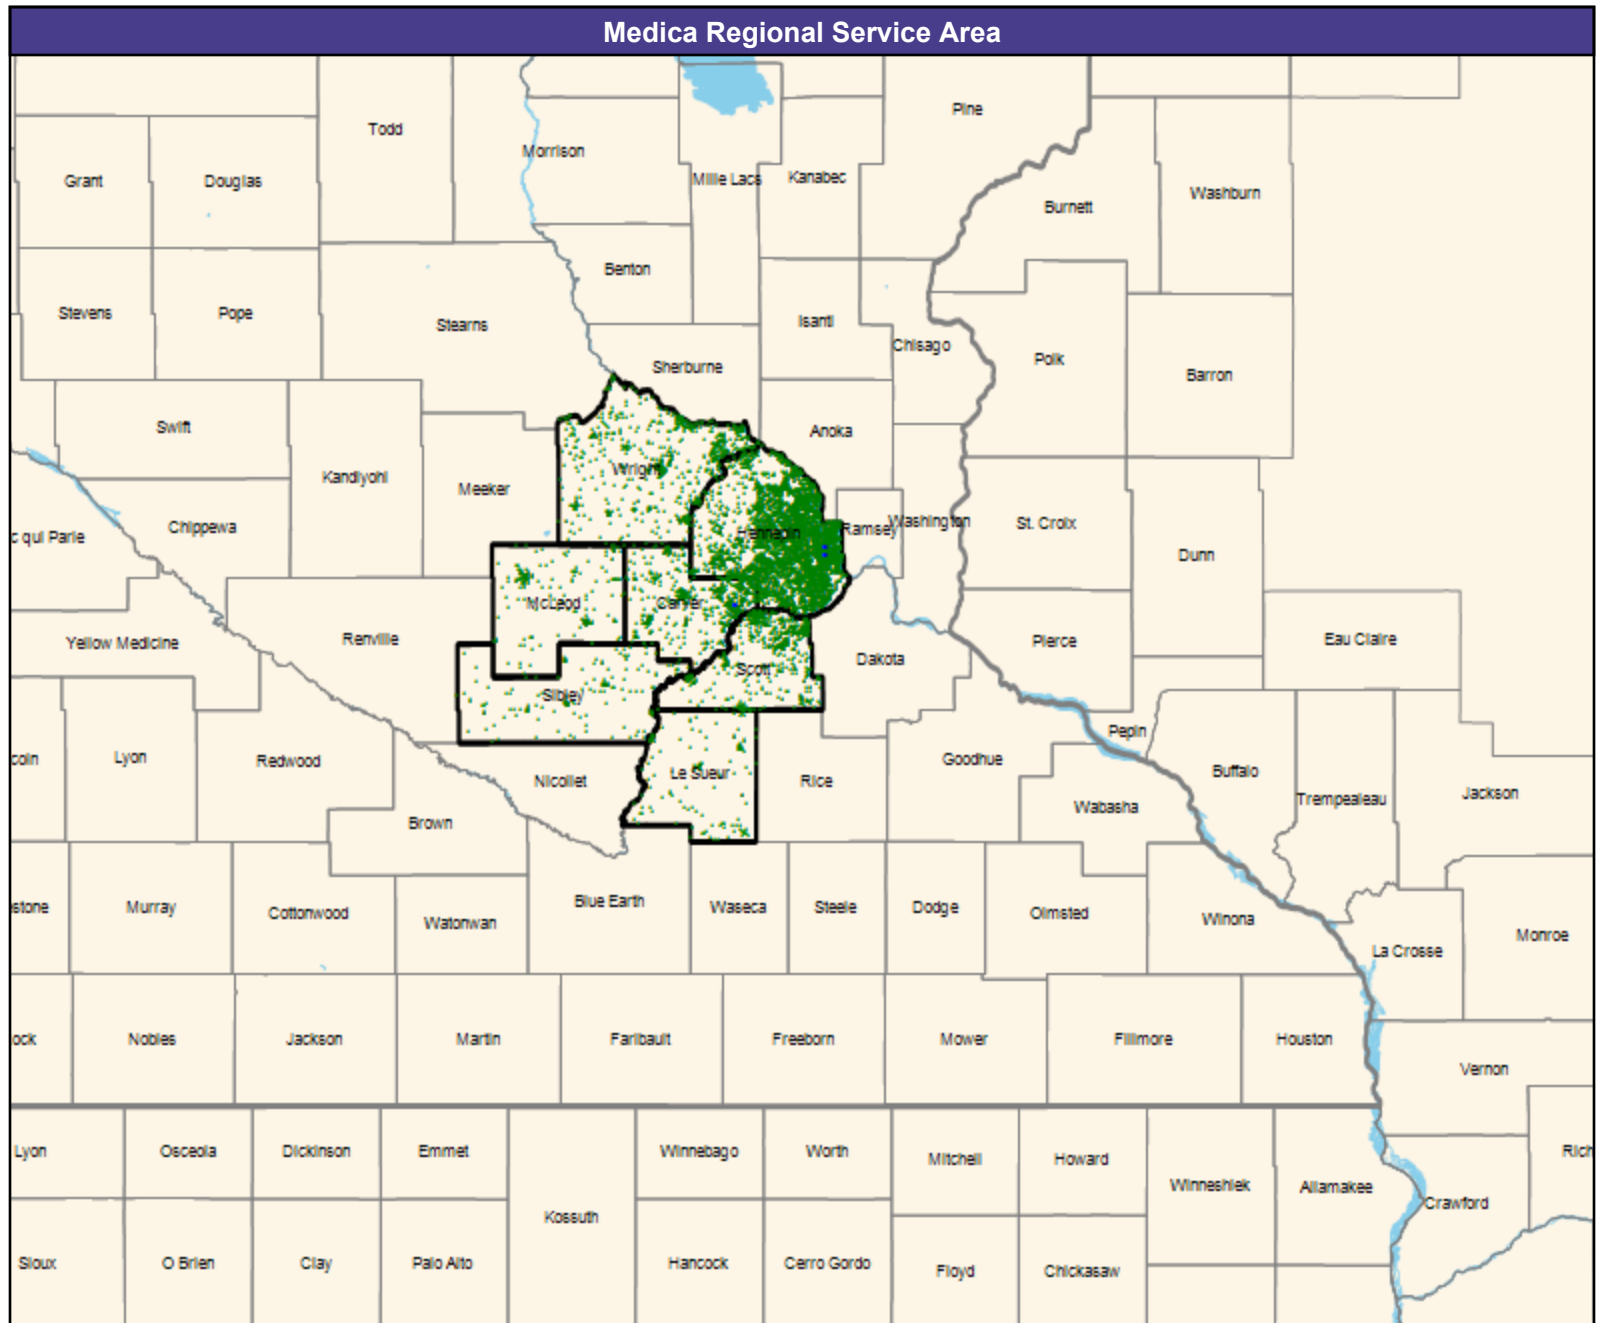 Medica Regional Service Area
Pine
Todd
Morrison
Grant
Douglas
Mille Lacs
Kanabec
Washburn
Burnett
Benton
Stevens
Pope
Stearns
Isanti
Chisago
Polk
Sherburne
Barron
Swift
Anoka
Wright
Kandiyohi
Meeker
Chippewa
c qui Parle
Hennepin
Ramsey
Washington
St. Croix
Dunn
McLeod
Carver
Yellow Medicine
Renville
Pierce
Eau Claire
Scott
Dakota
Sibley
Pepin
coln
Lyon
Redwood
Nicollet
Le Sueur
Rice
Goodhue
Buffalo
Wabasha
Trempealeau
Jackson
Brown
stone
Murray
Cottonwood
Watonwan
Blue Earth
Waseca
Steele
Dodge
Olmsted
Winona
La Crosse
Monroe
ock
Nobles
Jackson
Martin
Faribault
Freeborn
Mower
Fillmore
Houston
Vernon
Lyon
Osceola
Dickinson
Emmet
Winnebago
Worth
Mitchell
Howard
Rich
Winneshiek
Allamakee
Crawford
Kossuth
Sioux
O Brien
Clay
Palo Alto
Hancock
Cerro Gordo
Floyd
Chickasaw